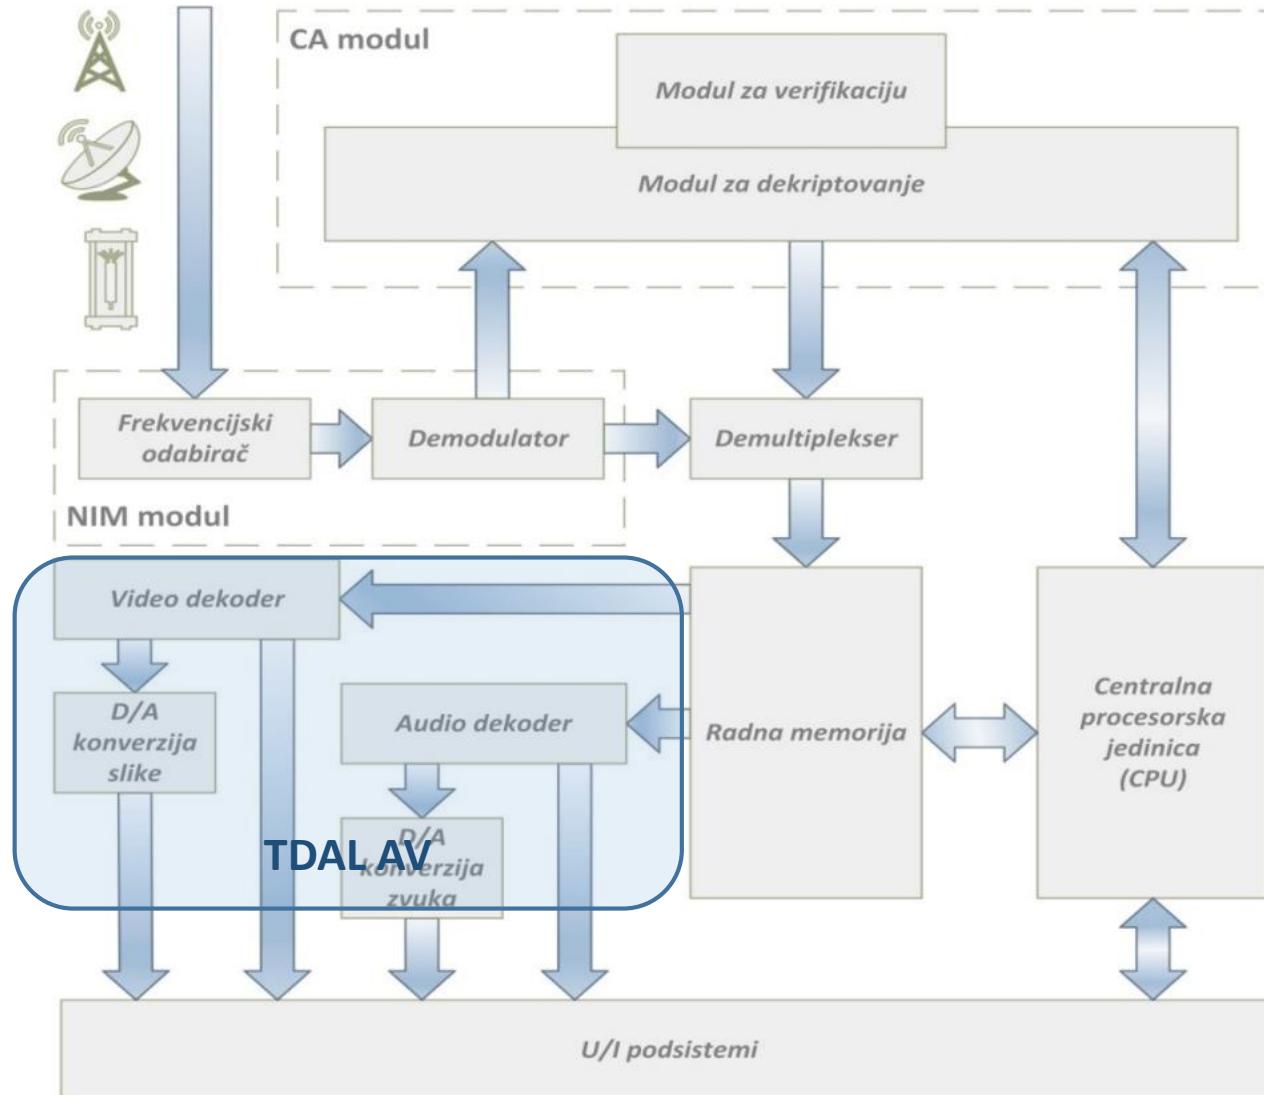 CA modul
Modul za verifikaciju
Modul za dekriptovanje
Frekvencijski
odabirač
Demodulator
Demultiplekser
NIM modul
Video dekoder
D/A
konverzija
slike
Audio dekoder
Radna memorija
Centralna
procesorska
jedinica
(CPU)
TDAL AV
D/A
konverzija
zvuka
U/I podsistemi